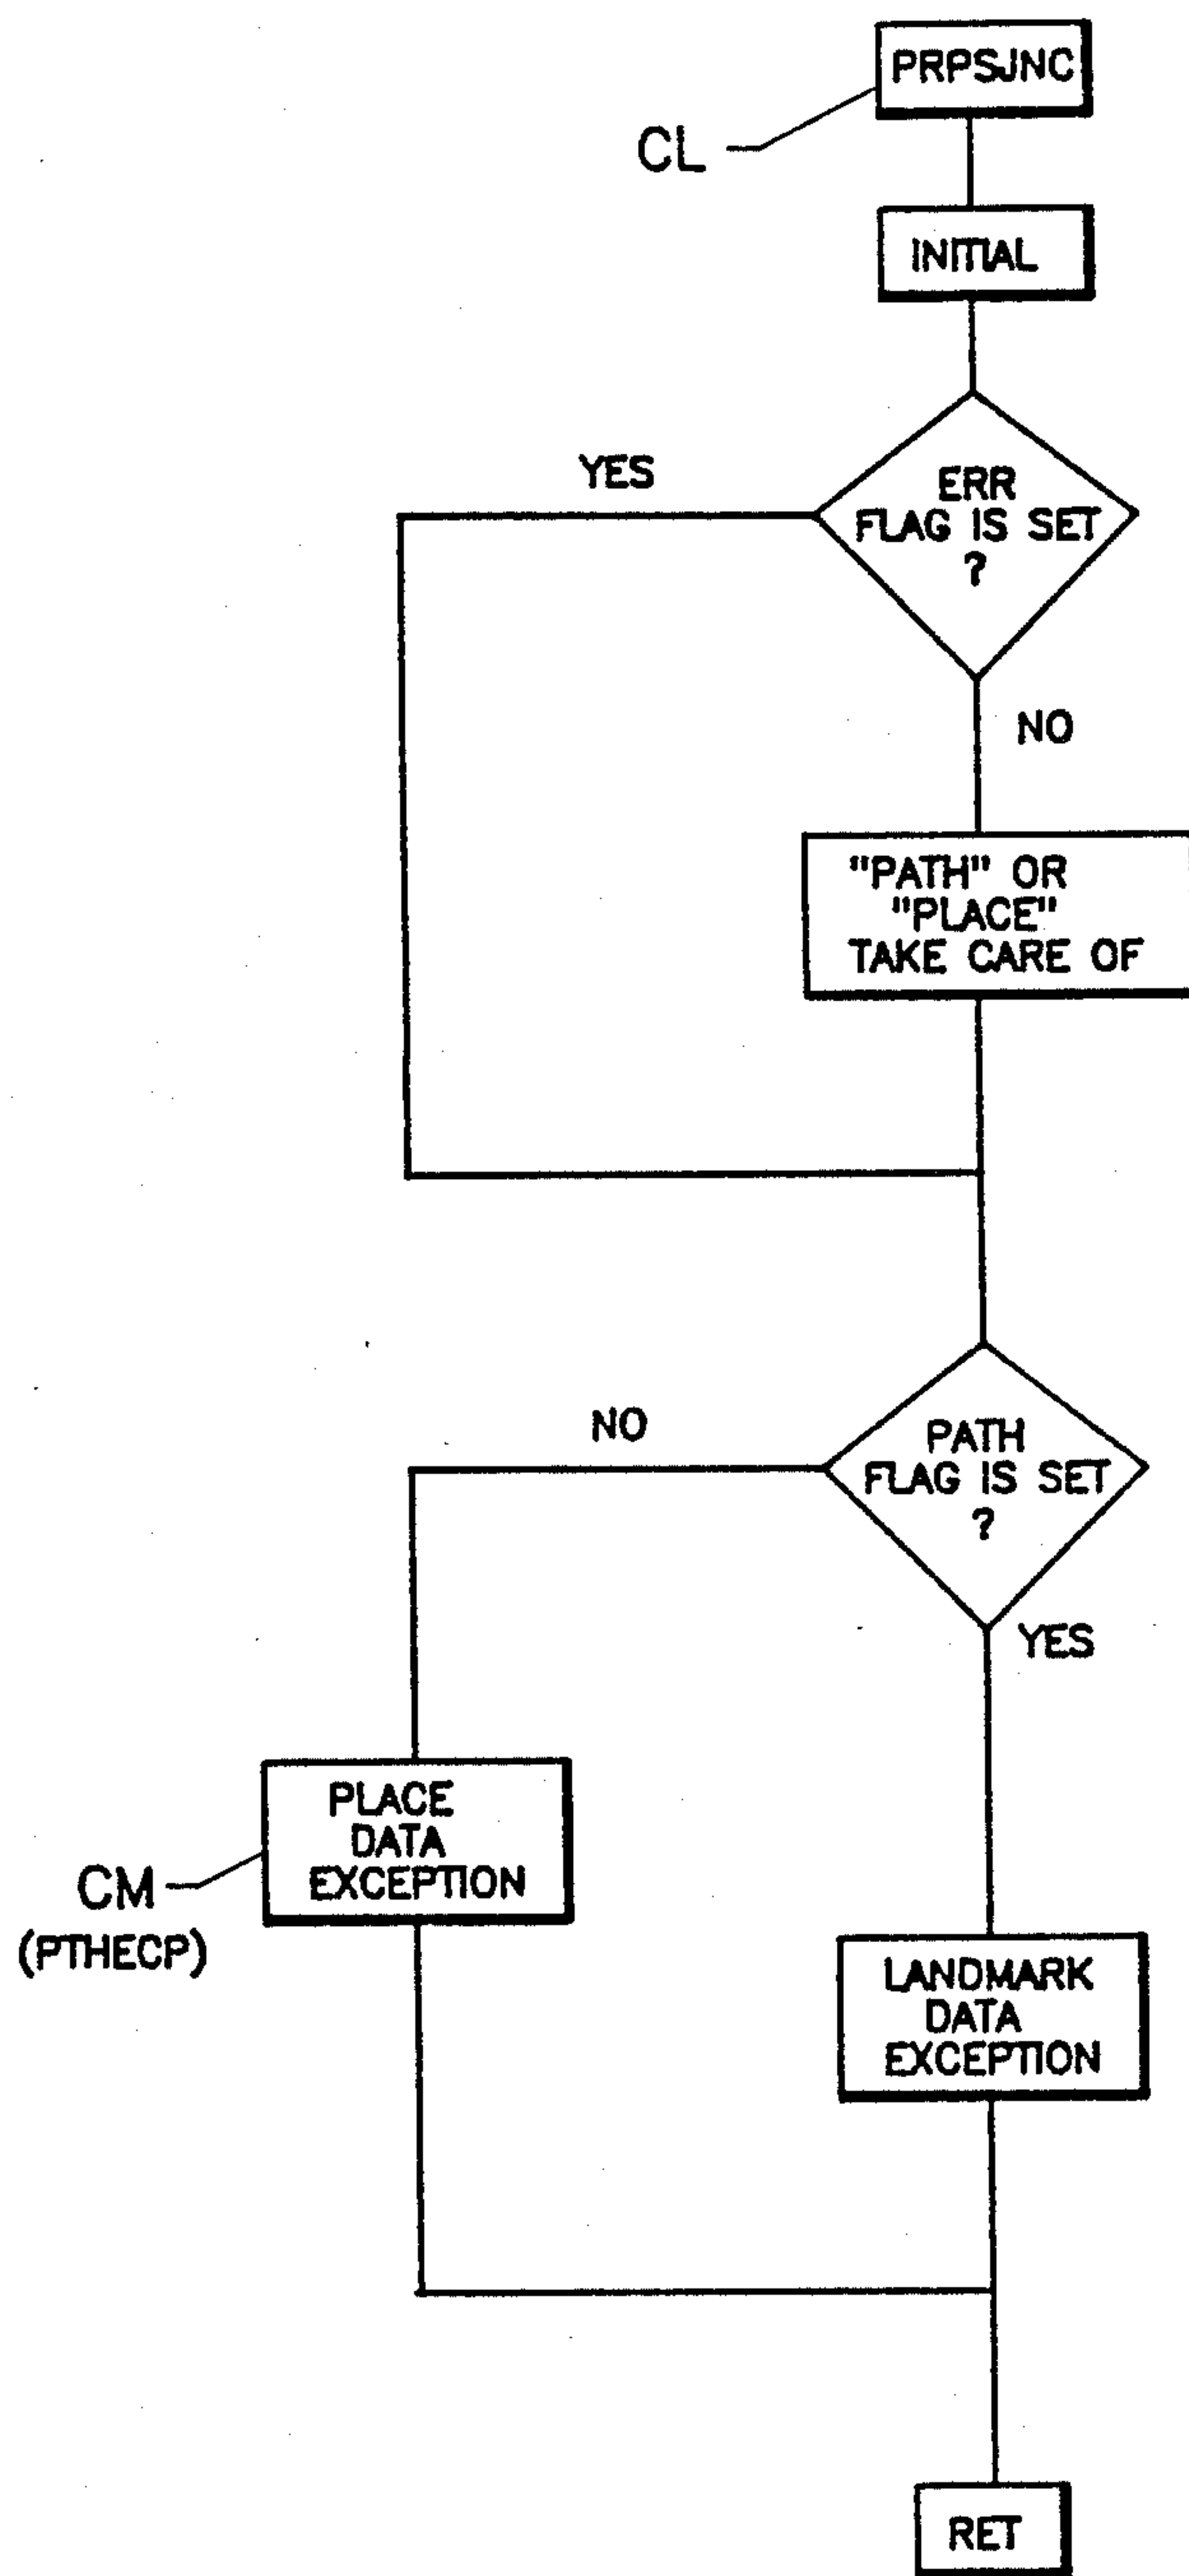 PRPSJNC
CL
INITIAL
YES
ERR
FLAG IS SET
?
NO
"PATH" OR
"PLACE"
TAKE CARE OF
NO
PATH
FLAG IS SET
?
YES
PLACE
DATA
EXCEPTION
CM
(PTHECP)
LANDMARK
DATA
EXCEPTION
RET